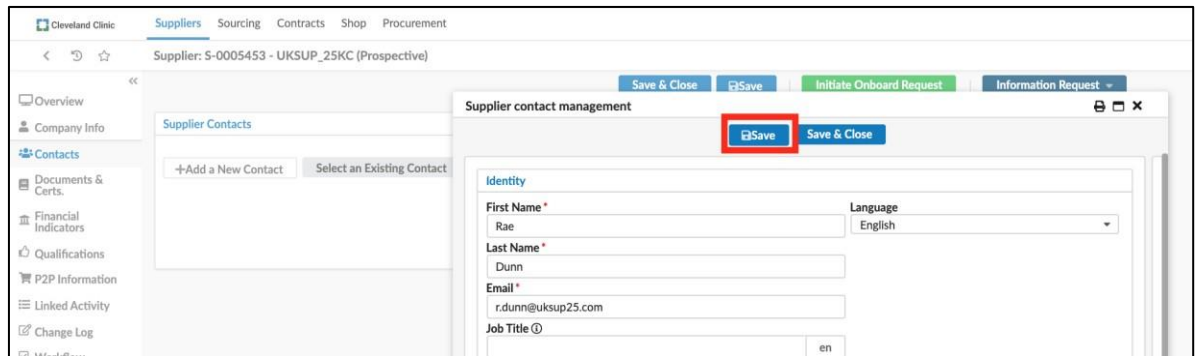 Cleveland Clinic
Suppliers Sourcing Contracts Shop Procurement
Supplier: S-0005453 - UKSUP_25KC (Prospective)
Overview
Company Info
Contacts
Documents &
Certs.
Financial
Indicators
Qualifications
P2P Information
Linked Activity
Change Log
Workflow
Save & Close Save Initiate Onboard Request Information Request
Supplier Contacts
+Add a New Contact Select an Existing Contact
Supplier contact management
Save Save & Close
Identity
First Name *
Rae
Language
English
Last Name *
Dunn
Email *
r.dunn@uksup25.com
Job Title
en